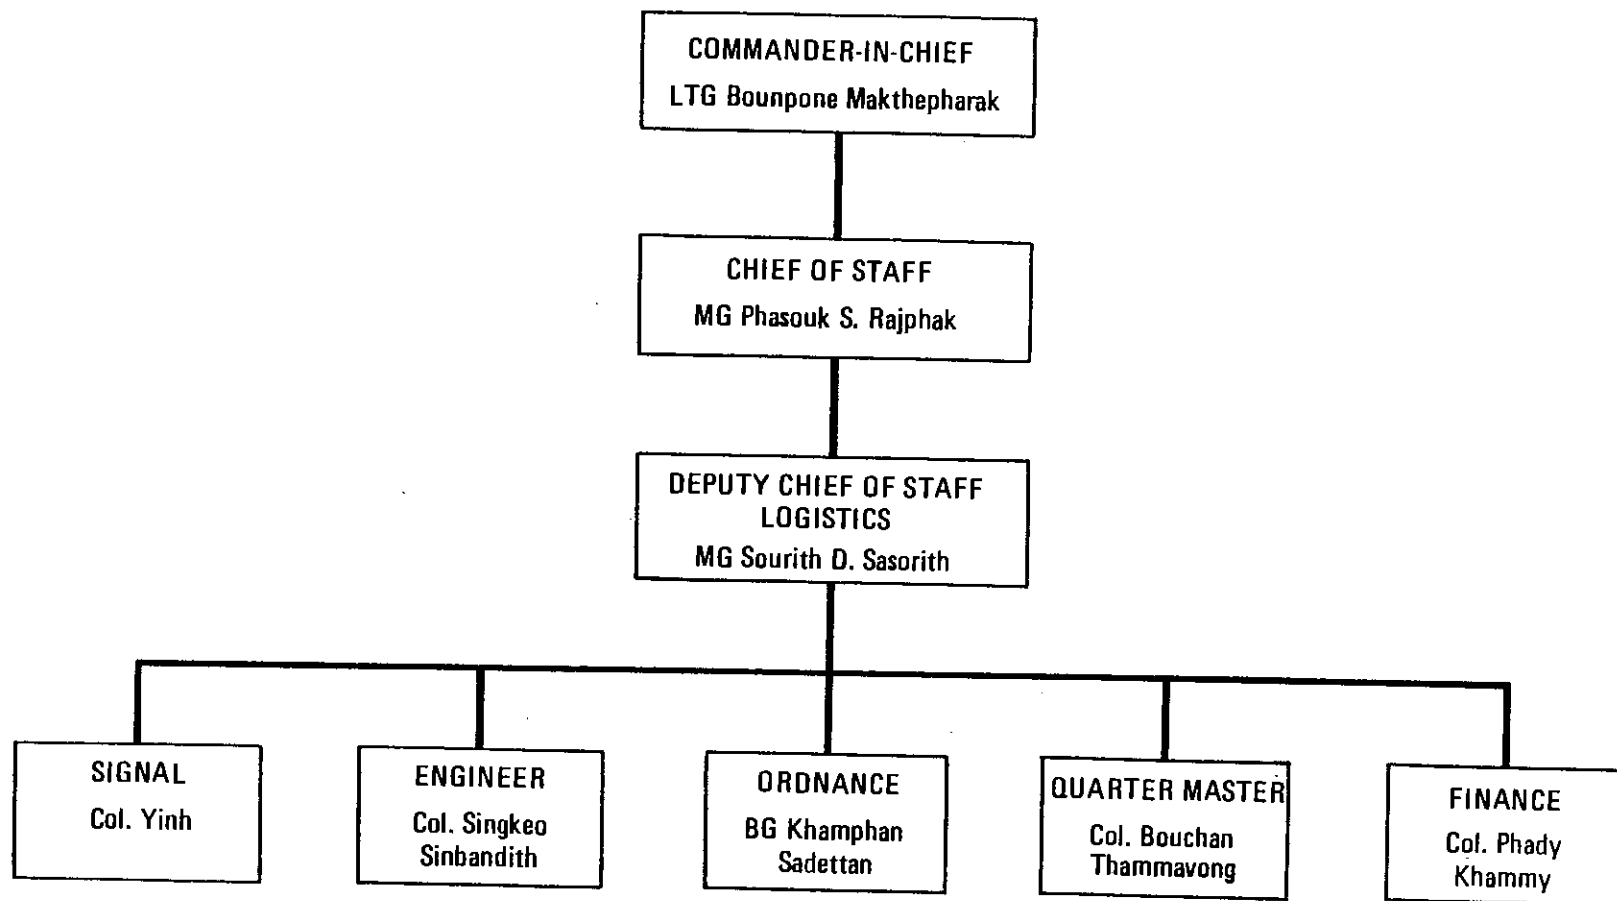 COMMANDER-IN-CHIEF
LTG Bounpone Makthepharak
CHIEF OF STAFF
MG Phasouk S. Rajphak
DEPUTY CHIEF OF STAFF
LOGISTICS
MG Sourith D. Sasorith
SIGNAL
Col. Yinh
ENGINEER
Col. Singkeo
Sinbandith
ORDNANCE
BG Khamphan
Sadettan
QUARTER MASTER
Col. Bouchan
Thammavong
FINANCE
Col. Phady
Khammy